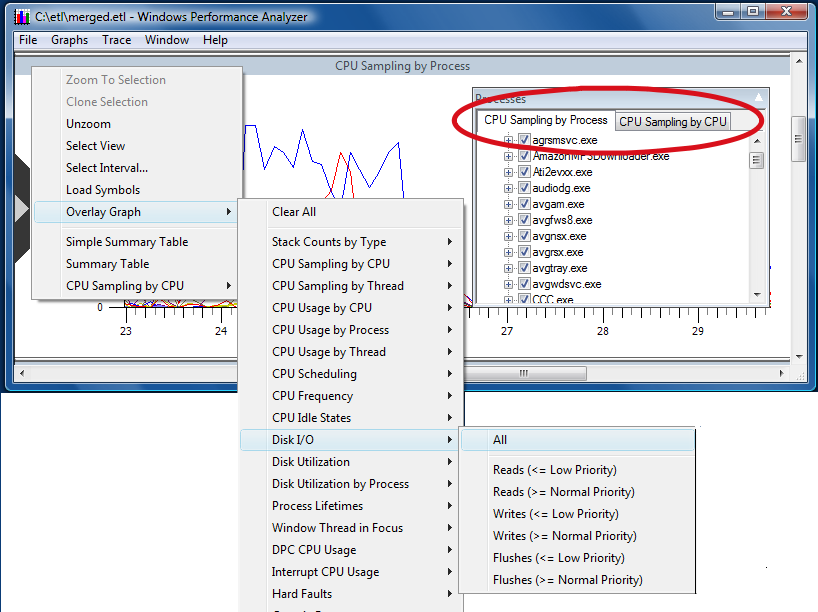 C:\etl\merged.etl - Windows Performance Analyzer
File Graphs Trace Window Help
CPU Sampling by Process
Zoom To Selection
Clone Selection
Unzoom
Select View
Select Interval...
Load Symbols
Overlay Graph
Simple Summary Table
Summary Table
CPU Sampling by CPU
Processes
CPU Sampling by Process CPU Sampling by CPU
agrsmsvc.exe
AmazonMP3Downloader.exe
Ati2evxx.exe
audiodg.exe
avgam.exe
avgfws8.exe
avgnsx.exe
avgrsx.exe
avgtray.exe
avgwdsvc.exe
CCC.exe
0
23 24 27 28 29
Clear All
Stack Counts by Type
CPU Sampling by CPU
CPU Sampling by Thread
CPU Usage by CPU
CPU Usage by Process
CPU Usage by Thread
CPU Scheduling
CPU Frequency
CPU Idle States
Disk I/O
Disk Utilization
Disk Utilization by Process
Process Lifetimes
Window Thread in Focus
DPC CPU Usage
Interrupt CPU Usage
Hard Faults
All
Reads (<= Low Priority)
Reads (>= Normal Priority)
Writes (<= Low Priority)
Writes (>= Normal Priority)
Flushes (<= Low Priority)
Flushes (>= Normal Priority)